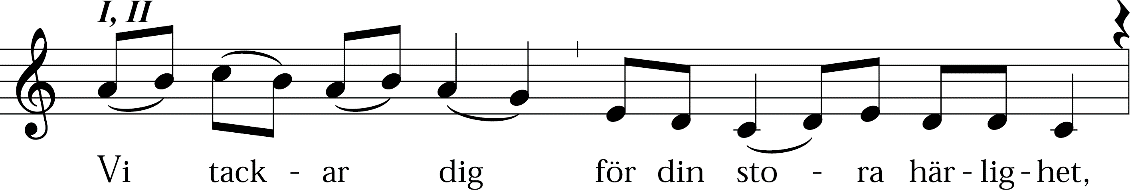 I, II
Vi tack - ar dig för din sto - ra här - lig - het,